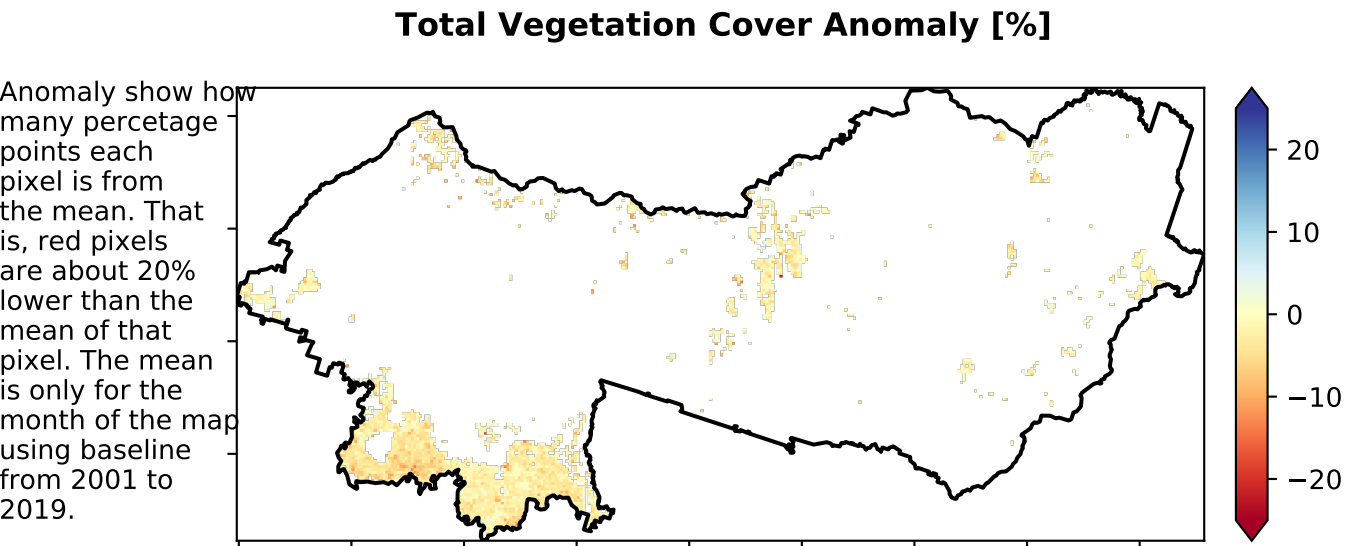 Total Vegetation Cover Anomaly [%]
Anomaly show how
many percetage
points each
pixel is from
the mean. That
is, red pixels
are about 20%
lower than the
mean of that
pixel. The mean
is only for the
month of the map
using baseline
from 2001 to
2019.
20
10
0
−10
−20